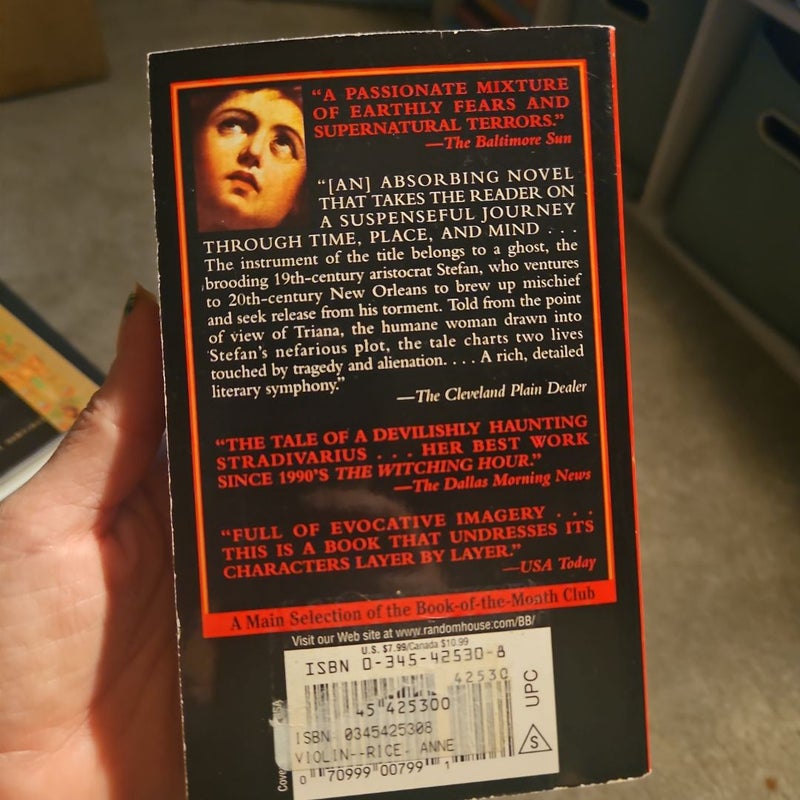 “A PASSIONATE MIXTURE
OF EARTHLY FEARS AND
SUPERNATURAL TERRORS.”
—The Baltimore Sun
“[AN] ABSORBING NOVEL
THAT TAKES THE READER ON
A SUSPENSEFUL JOURNEY
THROUGH TIME, PLACE, AND MIND . . .
The instrument of the title belongs to a ghost, the
brooding 19th-century aristocrat Stefan, who ventures
to 20th-century New Orleans to brew up mischief
and seek release from his torment. Told from the point
of view of Triana, the humane woman drawn into
Stefan’s nefarious plot, the tale charts two lives
touched by tragedy and alienation. . . . A rich, detailed
literary symphony.”
—The Cleveland Plain Dealer
“THE TALE OF A DEVILISHLY HAUNTING
STRADIVARIUS . . . HER BEST WORK
SINCE 1990’S THE WITCHING HOUR.”
—The Dallas Morning News
“FULL OF EVOCATIVE IMAGERY . . .
THIS IS A BOOK THAT UNDRESSES ITS
CHARACTERS LAYER BY LAYER.”
—USA Today
A Main Selection of the Book-of-the-Month Club
Visit our Web site at www.randomhouse.com/BB/
U.S. $7.99/Canada $10.99
ISBN 0-345-42530-8
42530
45 425300
ISBN 0345425308
VIOLIN--RICE, ANNE
0 70999 00799 1
UPC
S
Cove